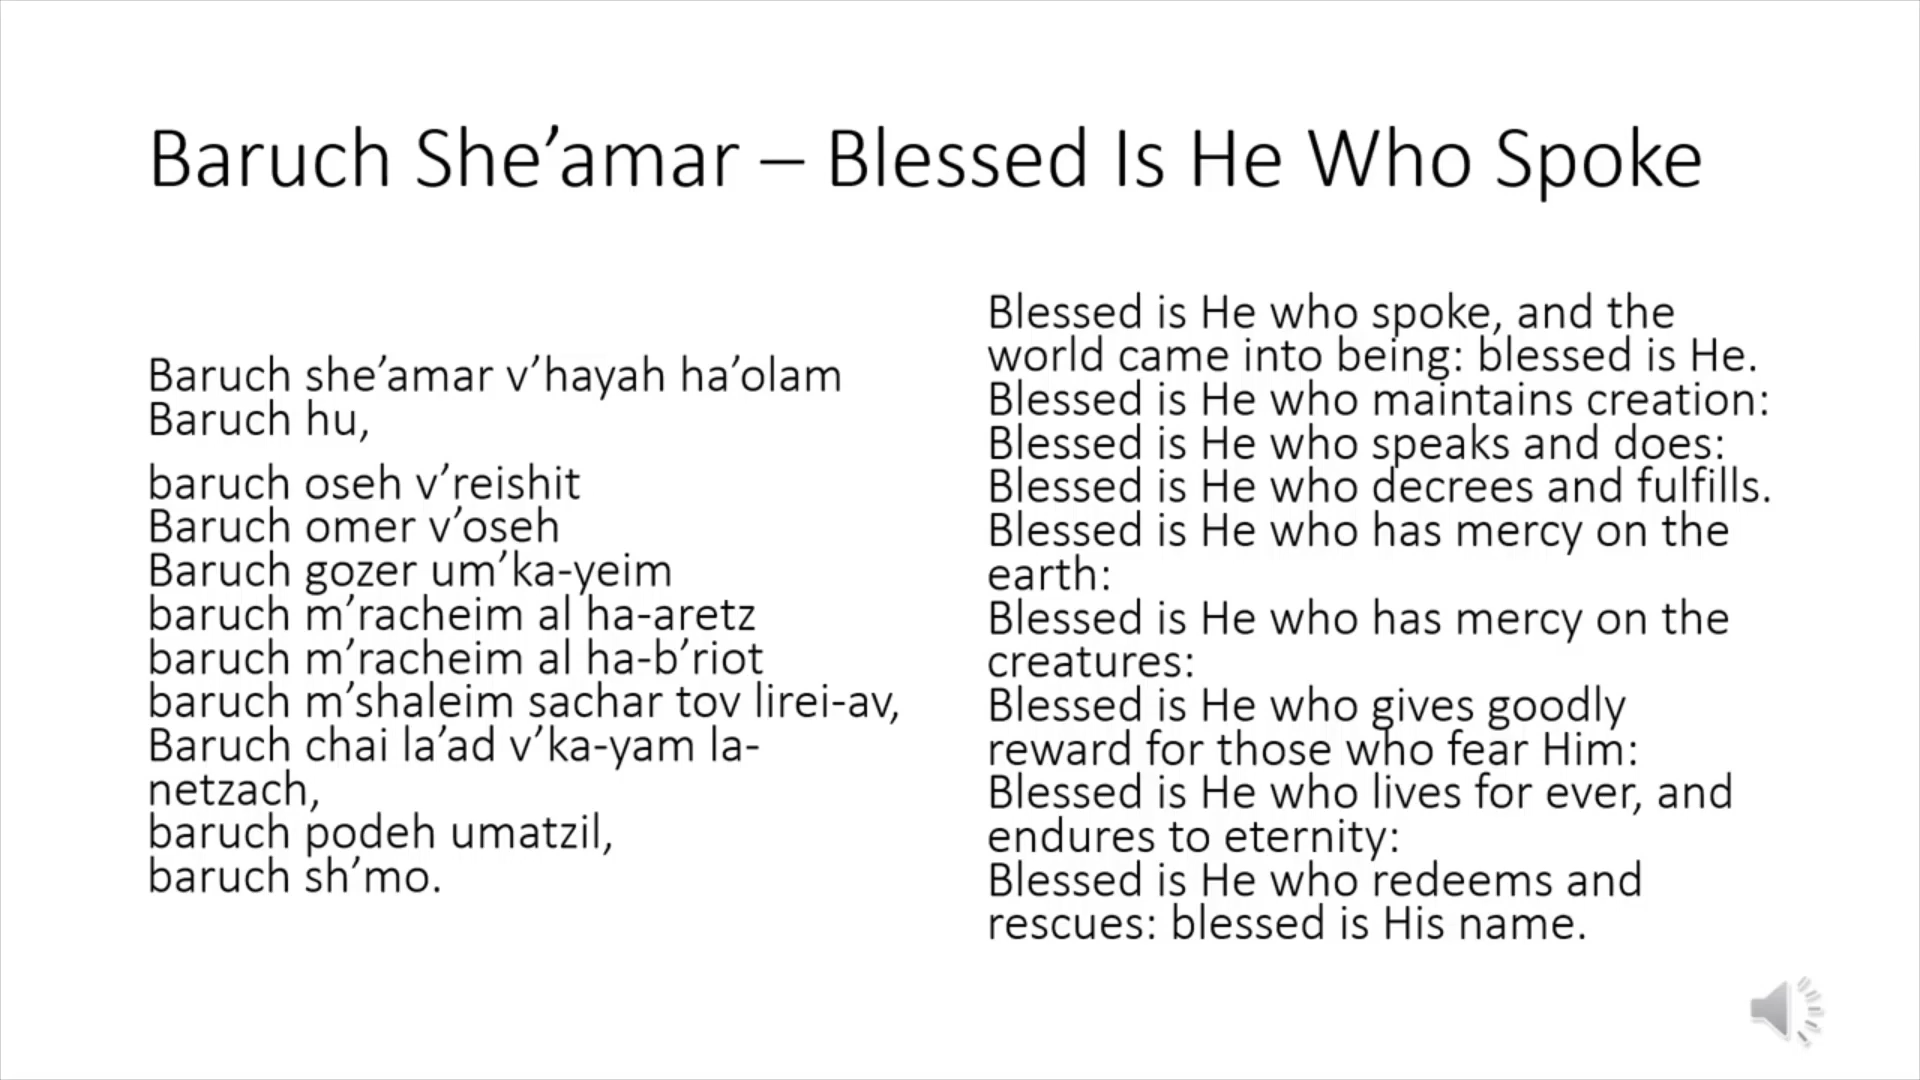 Baruch She’amar – Blessed Is He Who Spoke
Baruch she’amar v’hayah ha’olam
Baruch hu,
baruch oseh v’reishit
Baruch omer v’oseh
Baruch gozer um’ka-yeim
baruch m’racheim al ha-aretz
baruch m’racheim al ha-b’riot
baruch m’shaleim sachar tov lirei-av,
Baruch chai la’ad v’ka-yam la-
netzach,
baruch podeh umatzil,
baruch sh’mo.
Blessed is He who spoke, and the
world came into being: blessed is He.
Blessed is He who maintains creation:
Blessed is He who speaks and does:
Blessed is He who decrees and fulfills.
Blessed is He who has mercy on the
earth:
Blessed is He who has mercy on the
creatures:
Blessed is He who gives goodly
reward for those who fear Him:
Blessed is He who lives for ever, and
endures to eternity:
Blessed is He who redeems and
rescues: blessed is His name.